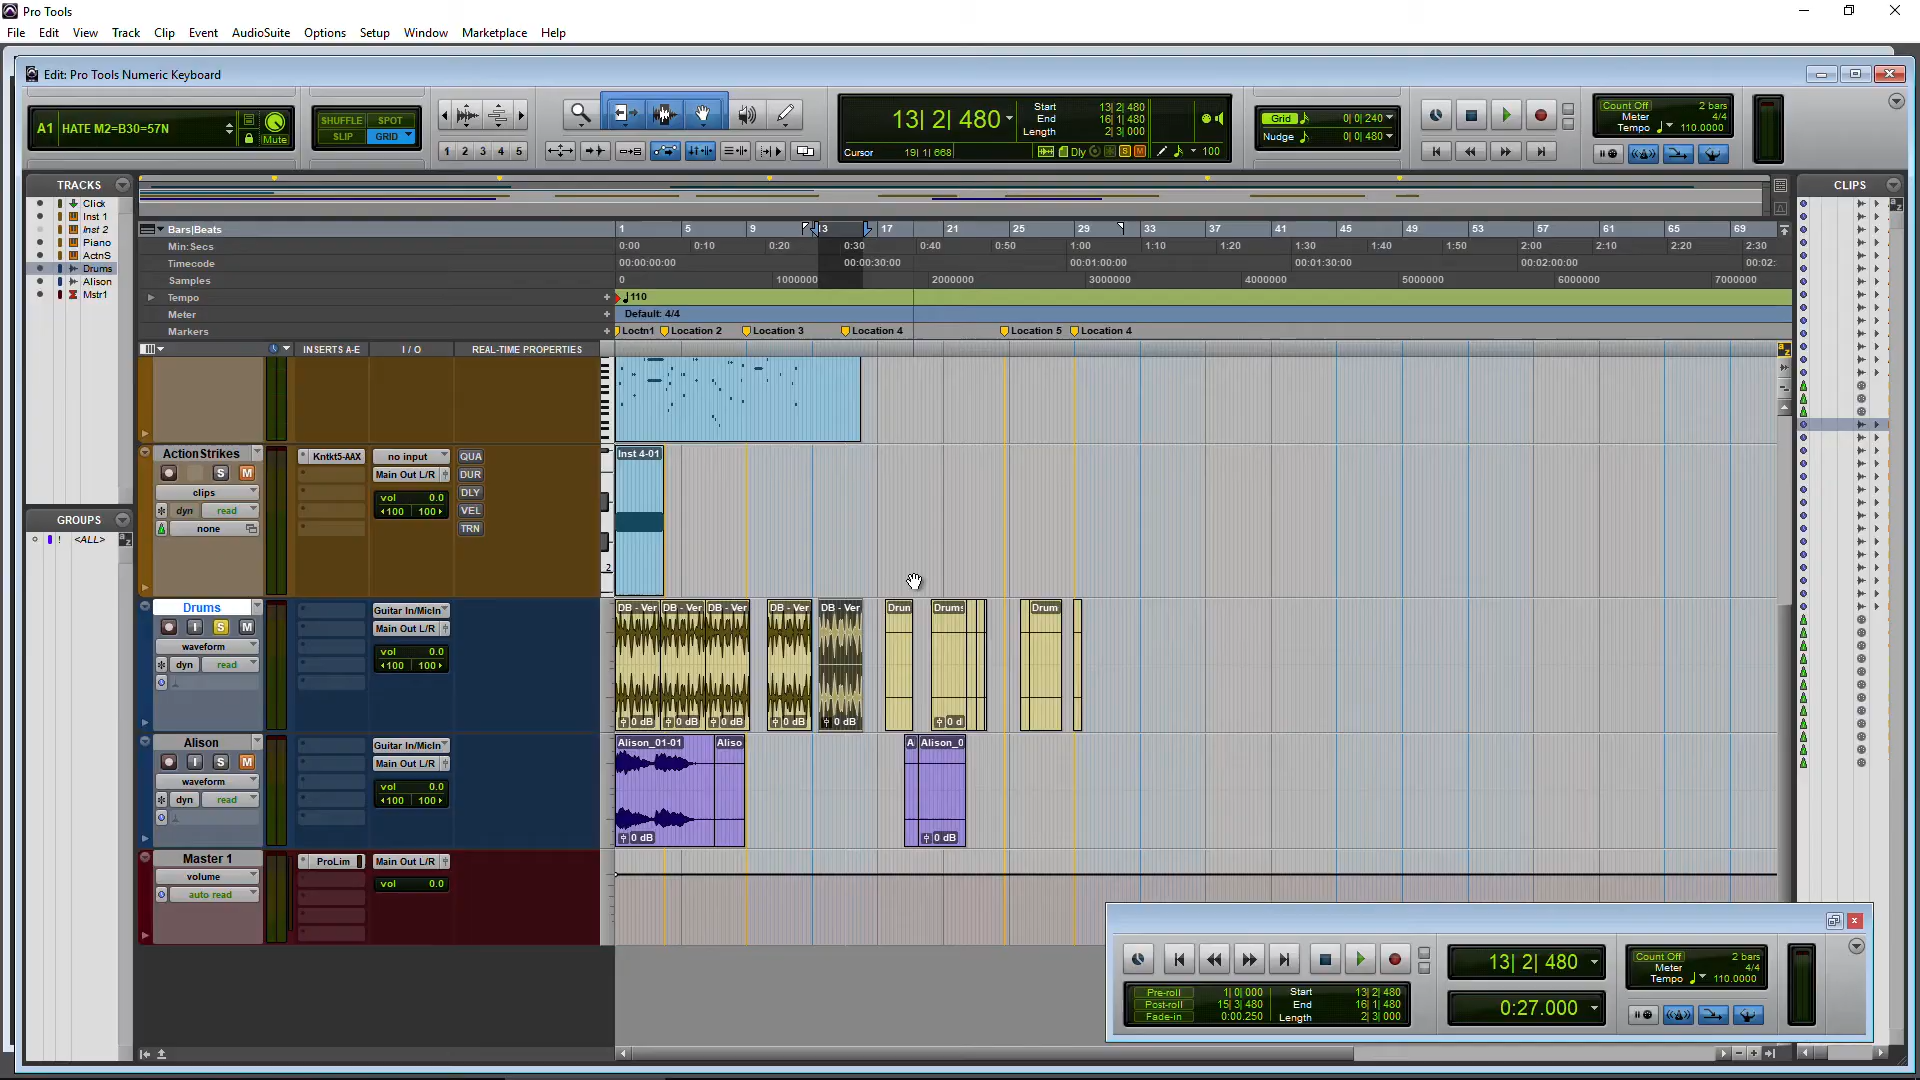 Pro Tools
File Edit View Track Clip Event AudioSuite Options Setup Window Marketplace Help
Edit: Pro Tools Numeric Keyboard
A1 HATE M2=B30=57N Mute
SHUFFLE SPOT
SLIP GRID
1 2 3 4 5
13| 2| 480
Start 13| 2| 480
End 16| 1| 480
Length 2| 3| 000
Cursor 19| 1| 668 Dly S M 100
Grid 0| 0| 240
Nudge 0| 0| 480
Count Off 2 bars
Meter 4/4
Tempo 110.0000
TRACKS
Click
Inst 1
Inst 2
Piano
ActnS
Drums
Alison
Mstr1
GROUPS
! <ALL>
CLIPS
Bars|Beats 1 5 9 13 17 21 25 29 33 37 41 45 49 53 57 61 65 69
Min:Secs 0:00 0:10 0:20 0:30 0:40 0:50 1:00 1:10 1:20 1:30 1:40 1:50 2:00 2:10 2:20 2:30
Timecode 00:00:00:00 00:00:30:00 00:01:00:00 00:01:30:00 00:02:00:00 00:02:
Samples 0 1000000 2000000 3000000 4000000 5000000 6000000 7000000
Tempo 110
Meter Default: 4/4
Markers Loctn1 Location 2 Location 3 Location 4 Location 5 Location 4
INSERTS A-E I / O REAL-TIME PROPERTIES
ActionStrikes Kntkt5-AAX no input QUA Inst 4-01
S M Main Out L/R DUR
clips vol 0.0 DLY
dyn read 100 100 VEL
none TRN
2
Drums Guitar In/MicIn DB - Ver DB - Ver DB - Ver DB - Ver DB - Ver Drun Drums Drum
I S M Main Out L/R
waveform vol 0.0
dyn read 100 100
0 dB 0 dB 0 dB 0 dB 0 dB 0 d
Alison Guitar In/MicIn Alison_01-01 Aliso A Alison_0
I S M Main Out L/R
waveform vol 0.0
dyn read 100 100
0 dB 0 dB
Master 1 ProLim Main Out L/R
volume vol 0.0
auto read
13| 2| 480
Count Off 2 bars
Meter 4/4
Tempo 110.0000
Pre-roll 1| 0| 000 Start 13| 2| 480
Post-roll 15| 3| 480 End 16| 1| 480
Fade-in 0:00.250 Length 2| 3| 000
0:27.000